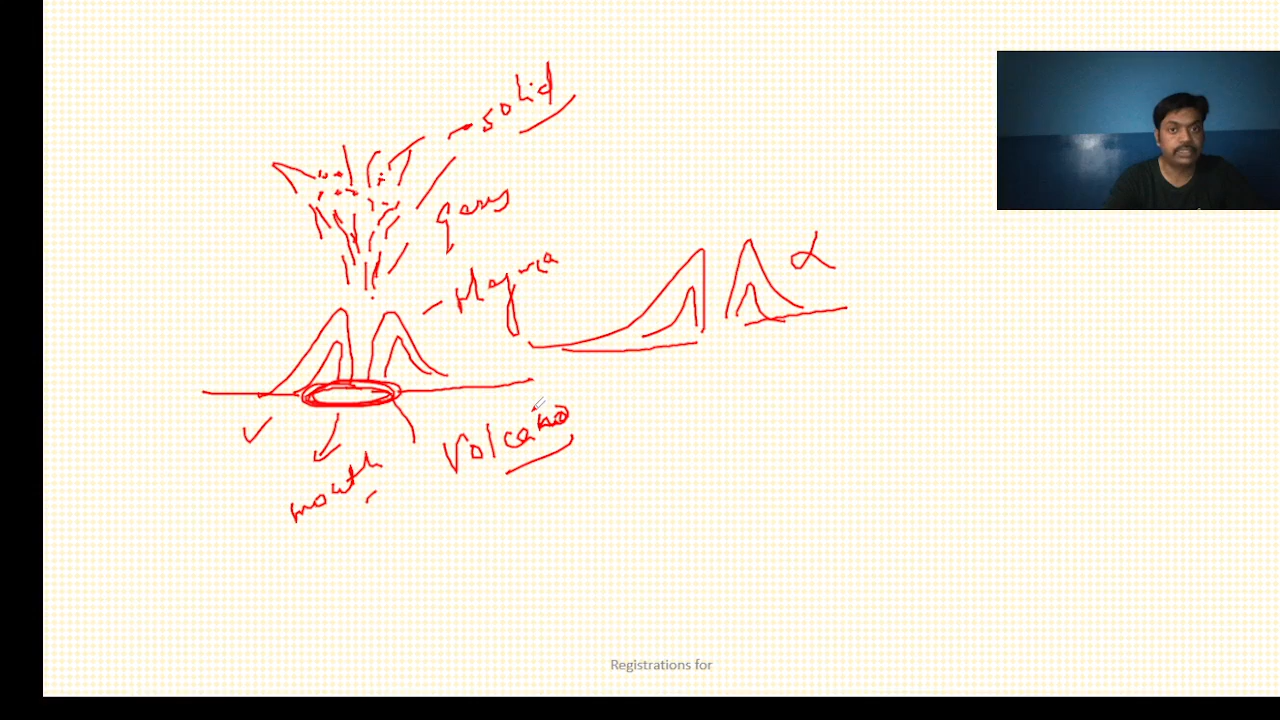 solid
gases
Magma
α
Volcano
mouth
Registrations for